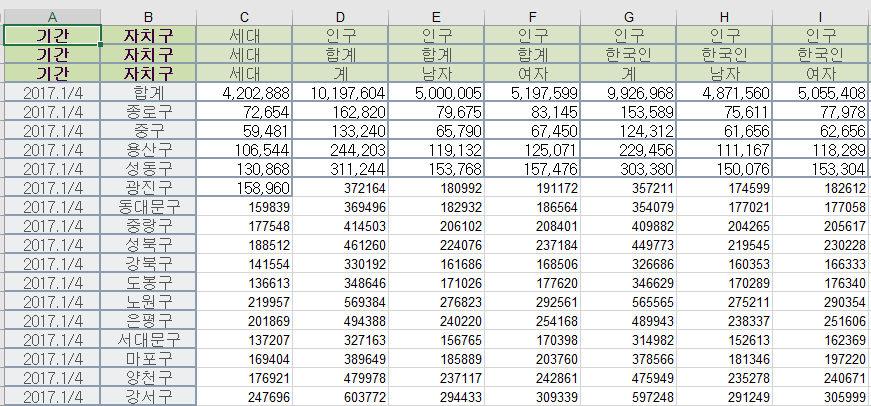 A B C D E F G H I
기간 자치구 세대 인구 인구 인구 인구 인구 인구
기간 자치구 세대 합계 합계 합계 한국인 한국인 한국인
기간 자치구 세대 계 남자 여자 계 남자 여자
2017.1/4 합계 4,202,888 10,197,604 5,000,005 5,197,599 9,926,968 4,871,560 5,055,408
2017.1/4 종로구 72,654 162,820 79,675 83,145 153,589 75,611 77,978
2017.1/4 중구 59,481 133,240 65,790 67,450 124,312 61,656 62,656
2017.1/4 용산구 106,544 244,203 119,132 125,071 229,456 111,167 118,289
2017.1/4 성동구 130,868 311,244 153,768 157,476 303,380 150,076 153,304
2017.1/4 광진구 158,960 372164 180992 191172 357211 174599 182612
2017.1/4 동대문구 159839 369496 182932 186564 354079 177021 177058
2017.1/4 중랑구 177548 414503 206102 208401 409882 204265 205617
2017.1/4 성북구 188512 461260 224076 237184 449773 219545 230228
2017.1/4 강북구 141554 330192 161686 168506 326686 160353 166333
2017.1/4 도봉구 136613 348646 171026 177620 346629 170289 176340
2017.1/4 노원구 219957 569384 276823 292561 565565 275211 290354
2017.1/4 은평구 201869 494388 240220 254168 489943 238337 251606
2017.1/4 서대문구 137207 327163 156765 170398 314982 152613 162369
2017.1/4 마포구 169404 389649 185889 203760 378566 181346 197220
2017.1/4 양천구 176921 479978 237117 242861 475949 235278 240671
2017.1/4 강서구 247696 603772 294433 309339 597248 291249 305999